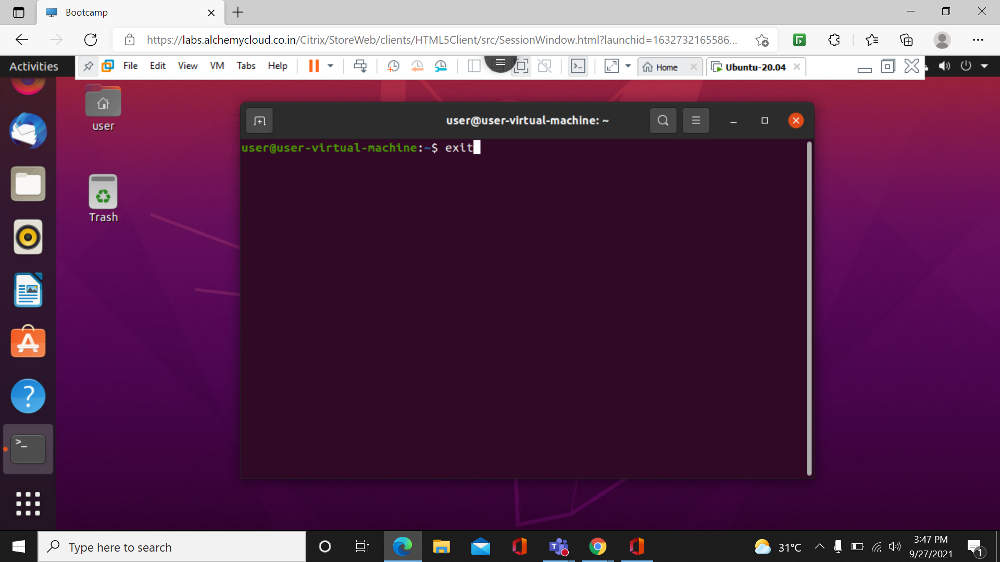 Bootcamp
https://labs.alchemycloud.co.in/Citrix/StoreWeb/clients/HTML5Client/src/SessionWindow.html?launchid=1632732165586...
Activities
File Edit View VM Tabs Help Home Ubuntu-20.04
user
Trash
user@user-virtual-machine: ~
user@user-virtual-machine:~$ exit
Type here to search
31°C
3:47 PM
9/27/2021
1